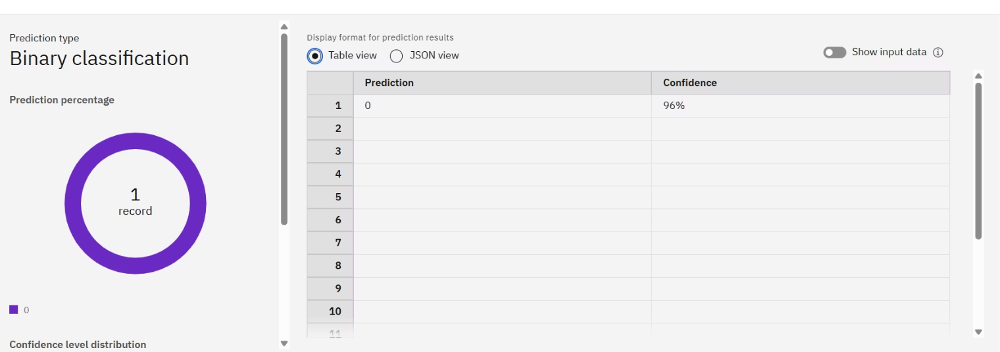 Prediction type
Binary classification
Prediction percentage
1
record
0
Confidence level distribution
Display format for prediction results
Table view JSON view
Show input data
Prediction Confidence
1 0 96%
2
3
4
5
6
7
8
9
10
11